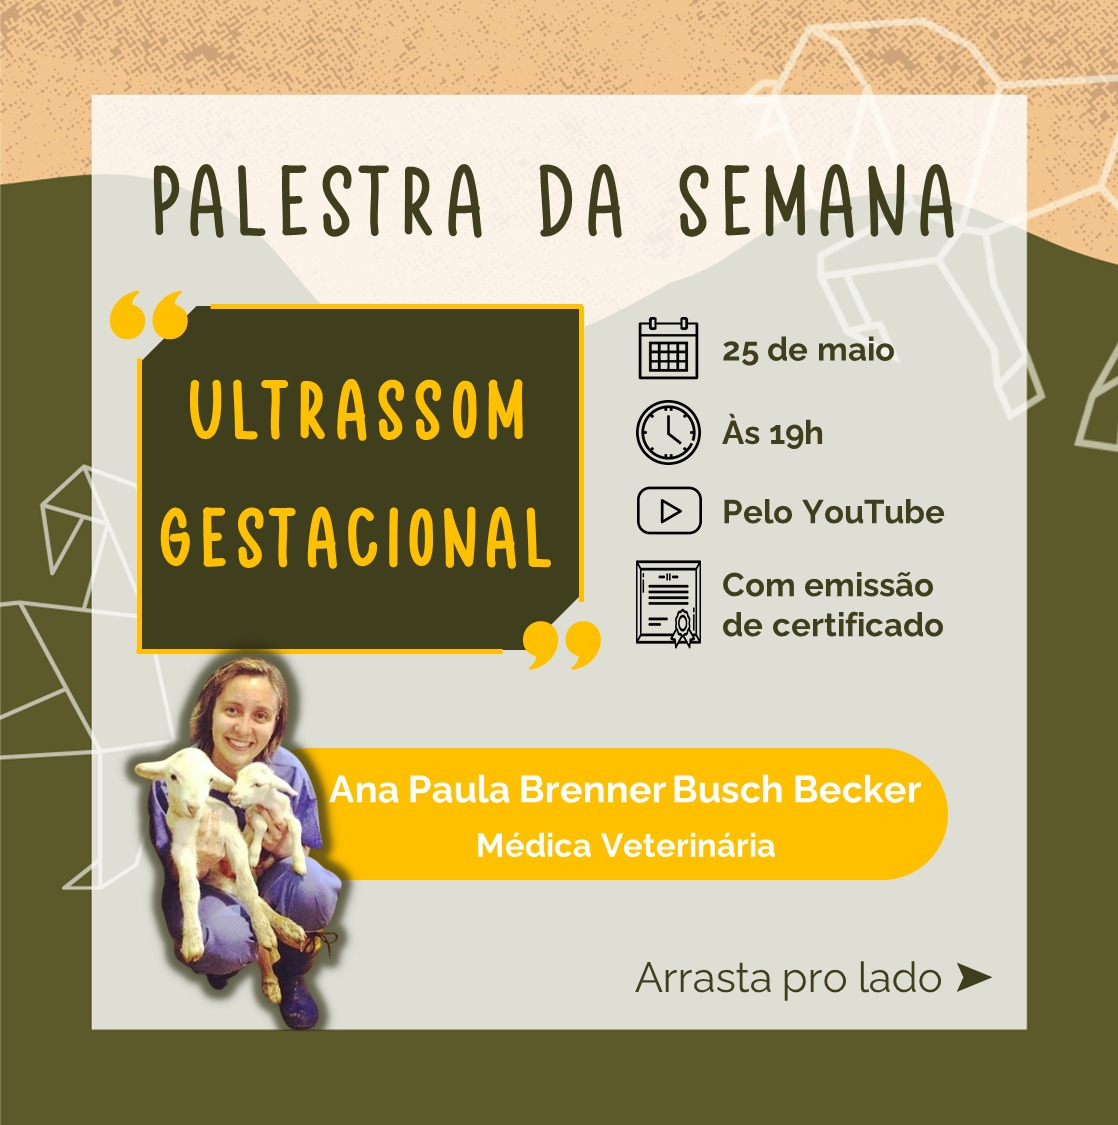 PALESTRA DA SEMANA
ULTRASSOM
GESTACIONAL
25 de maio
Às 19h
Pelo YouTube
Com emissão
de certificado
Ana Paula Brenner Busch Becker
Médica Veterinária
Arrasta pro lado